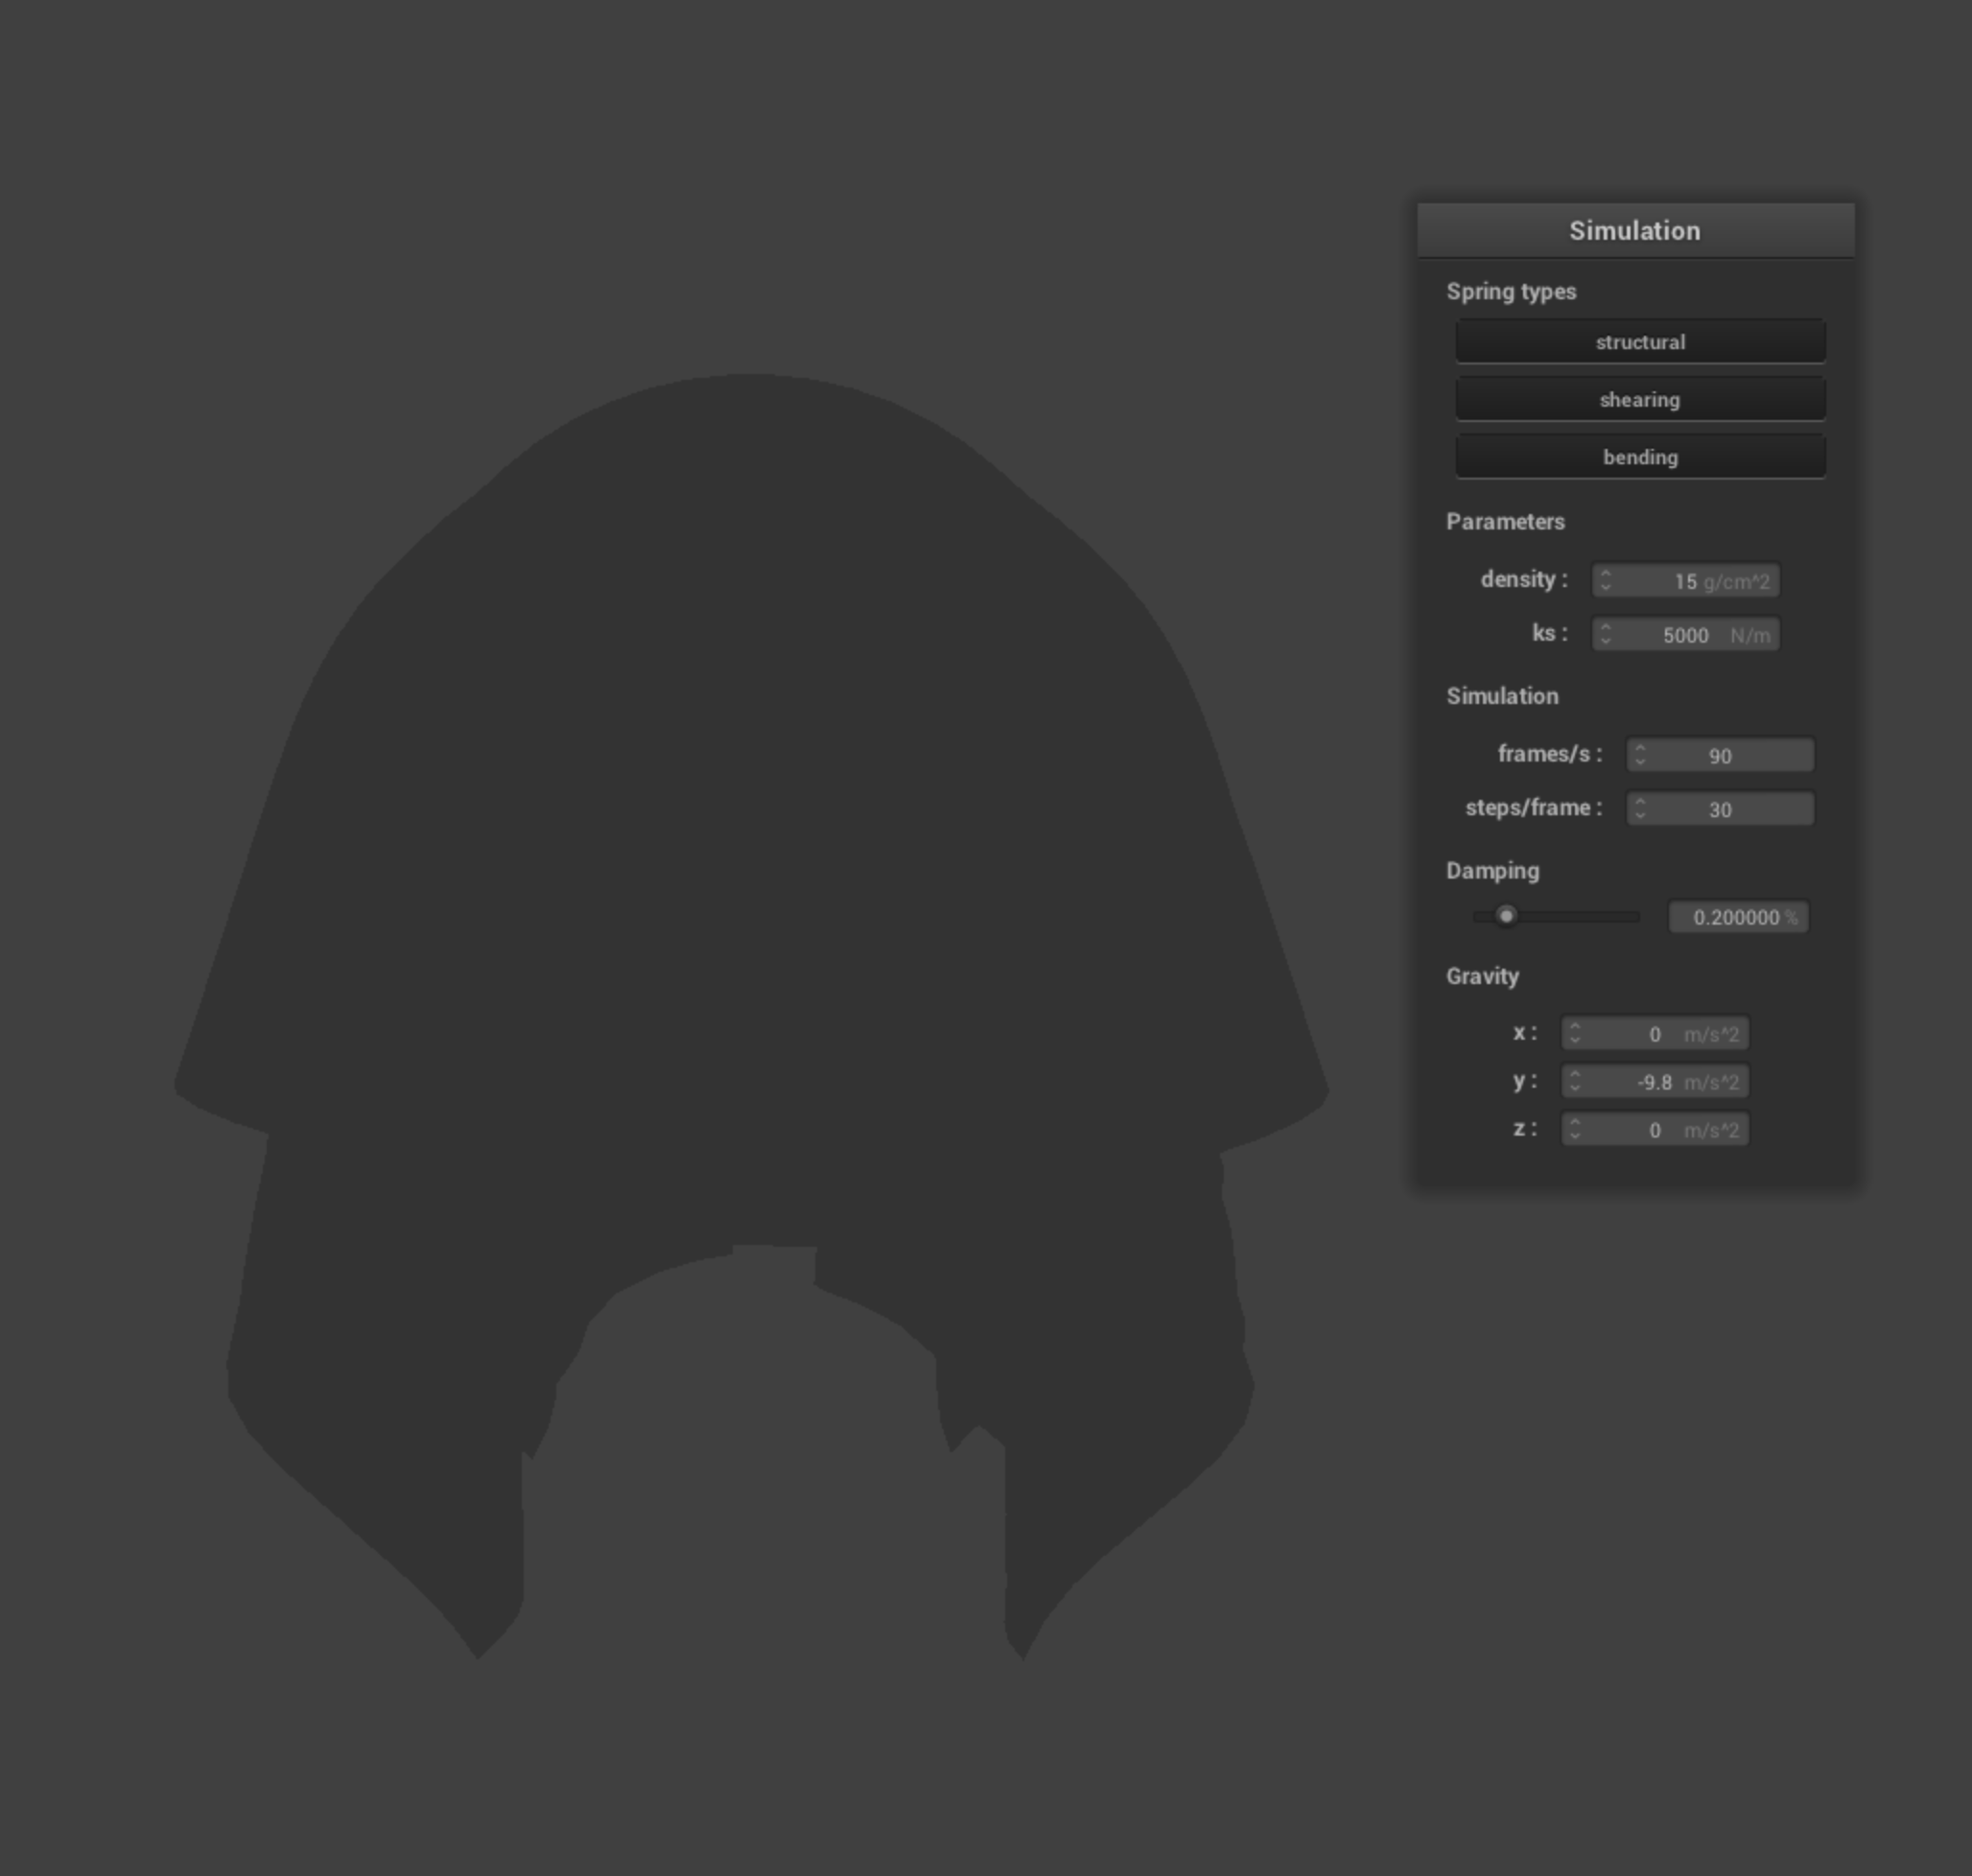 Simulation
Spring types
structural
shearing
bending
Parameters
density : 15 g/cm^2
ks : 5000 N/m
Simulation
frames/s : 90
steps/frame : 30
Damping
0.200000 %
Gravity
x : 0 m/s^2
y : -9.8 m/s^2
z : 0 m/s^2